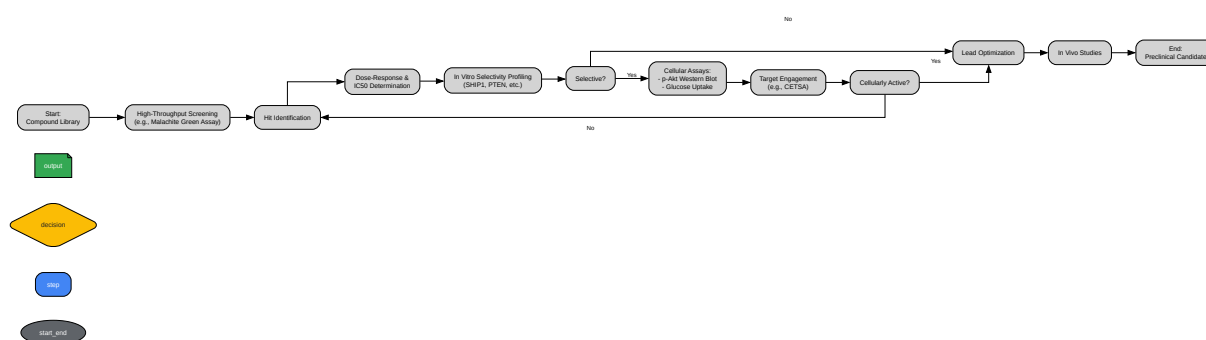 No
Lead Optimization
In Vivo Studies
End:
Preclinical Candidate
Yes
Dose-Response &
IC50 Determination
In Vitro Selectivity Profiling
(SHIP1, PTEN, etc.)
Selective?
Yes
Cellular Assays:
- p-Akt Western Blot
- Glucose Uptake
Target Engagement
(e.g., CETSA)
Cellularly Active?
Start:
Compound Library
High-Throughput Screening
(e.g., Malachite Green Assay)
Hit Identification
No
output
decision
step
start_end